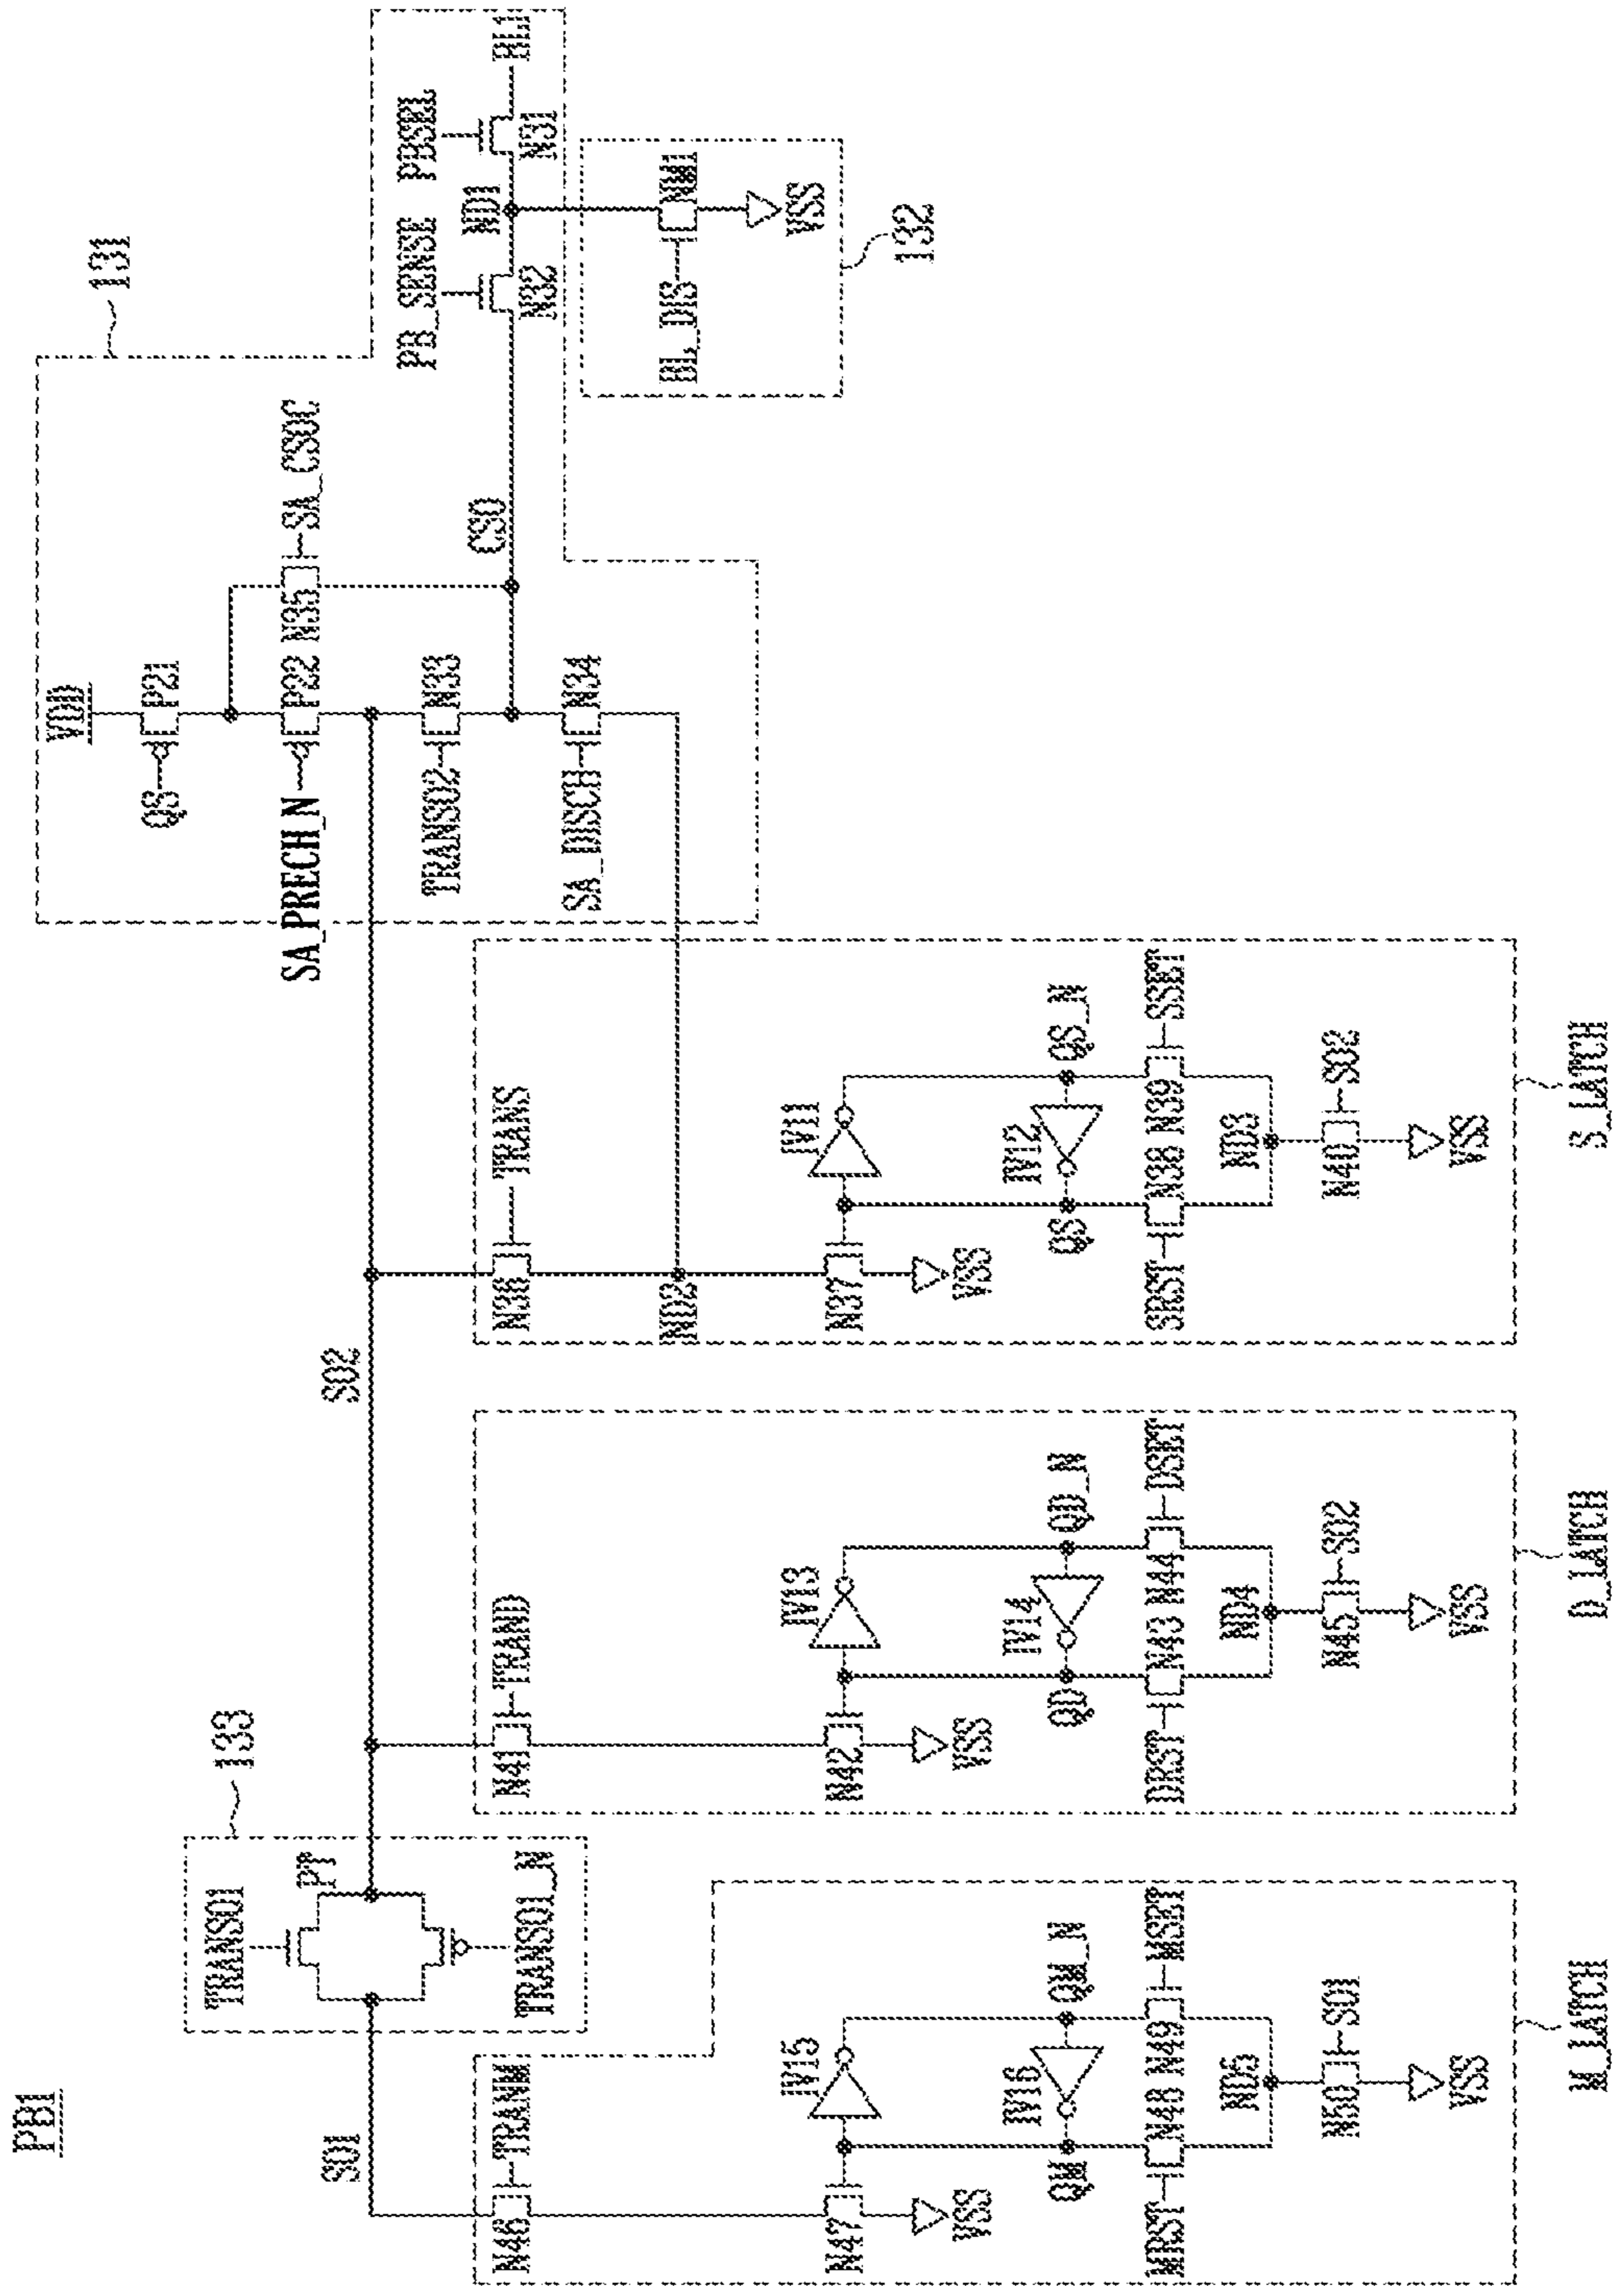 PB1
SO1
TRANSO1
PT
TRANSO1_N
133
SO2
VDD
QS
P21
SA_PRECH_N
P22
N35
SA_CSOC
TRANSO2
N33
SA_DISCH
N34
CSO
131
PB_SENSE
N32
ND1
PBSEL
N31
BL1
BL_DIS
NM1
VSS
132
N46
TRANM
N47
VSS
IV15
IV16
QM
QM_N
MRST
N48
N49
MSET
ND5
N50
SO1
VSS
M_LATCH
N41
TRAND
N42
VSS
IV13
IV14
QD
QD_N
DRST
N43
N44
DSET
ND4
N45
SO2
VSS
D_LATCH
N36
TRANS
ND2
N37
VSS
IV11
IV12
QS
QS_N
SRST
N38
N39
SSET
ND3
N40
SO2
VSS
S_LATCH